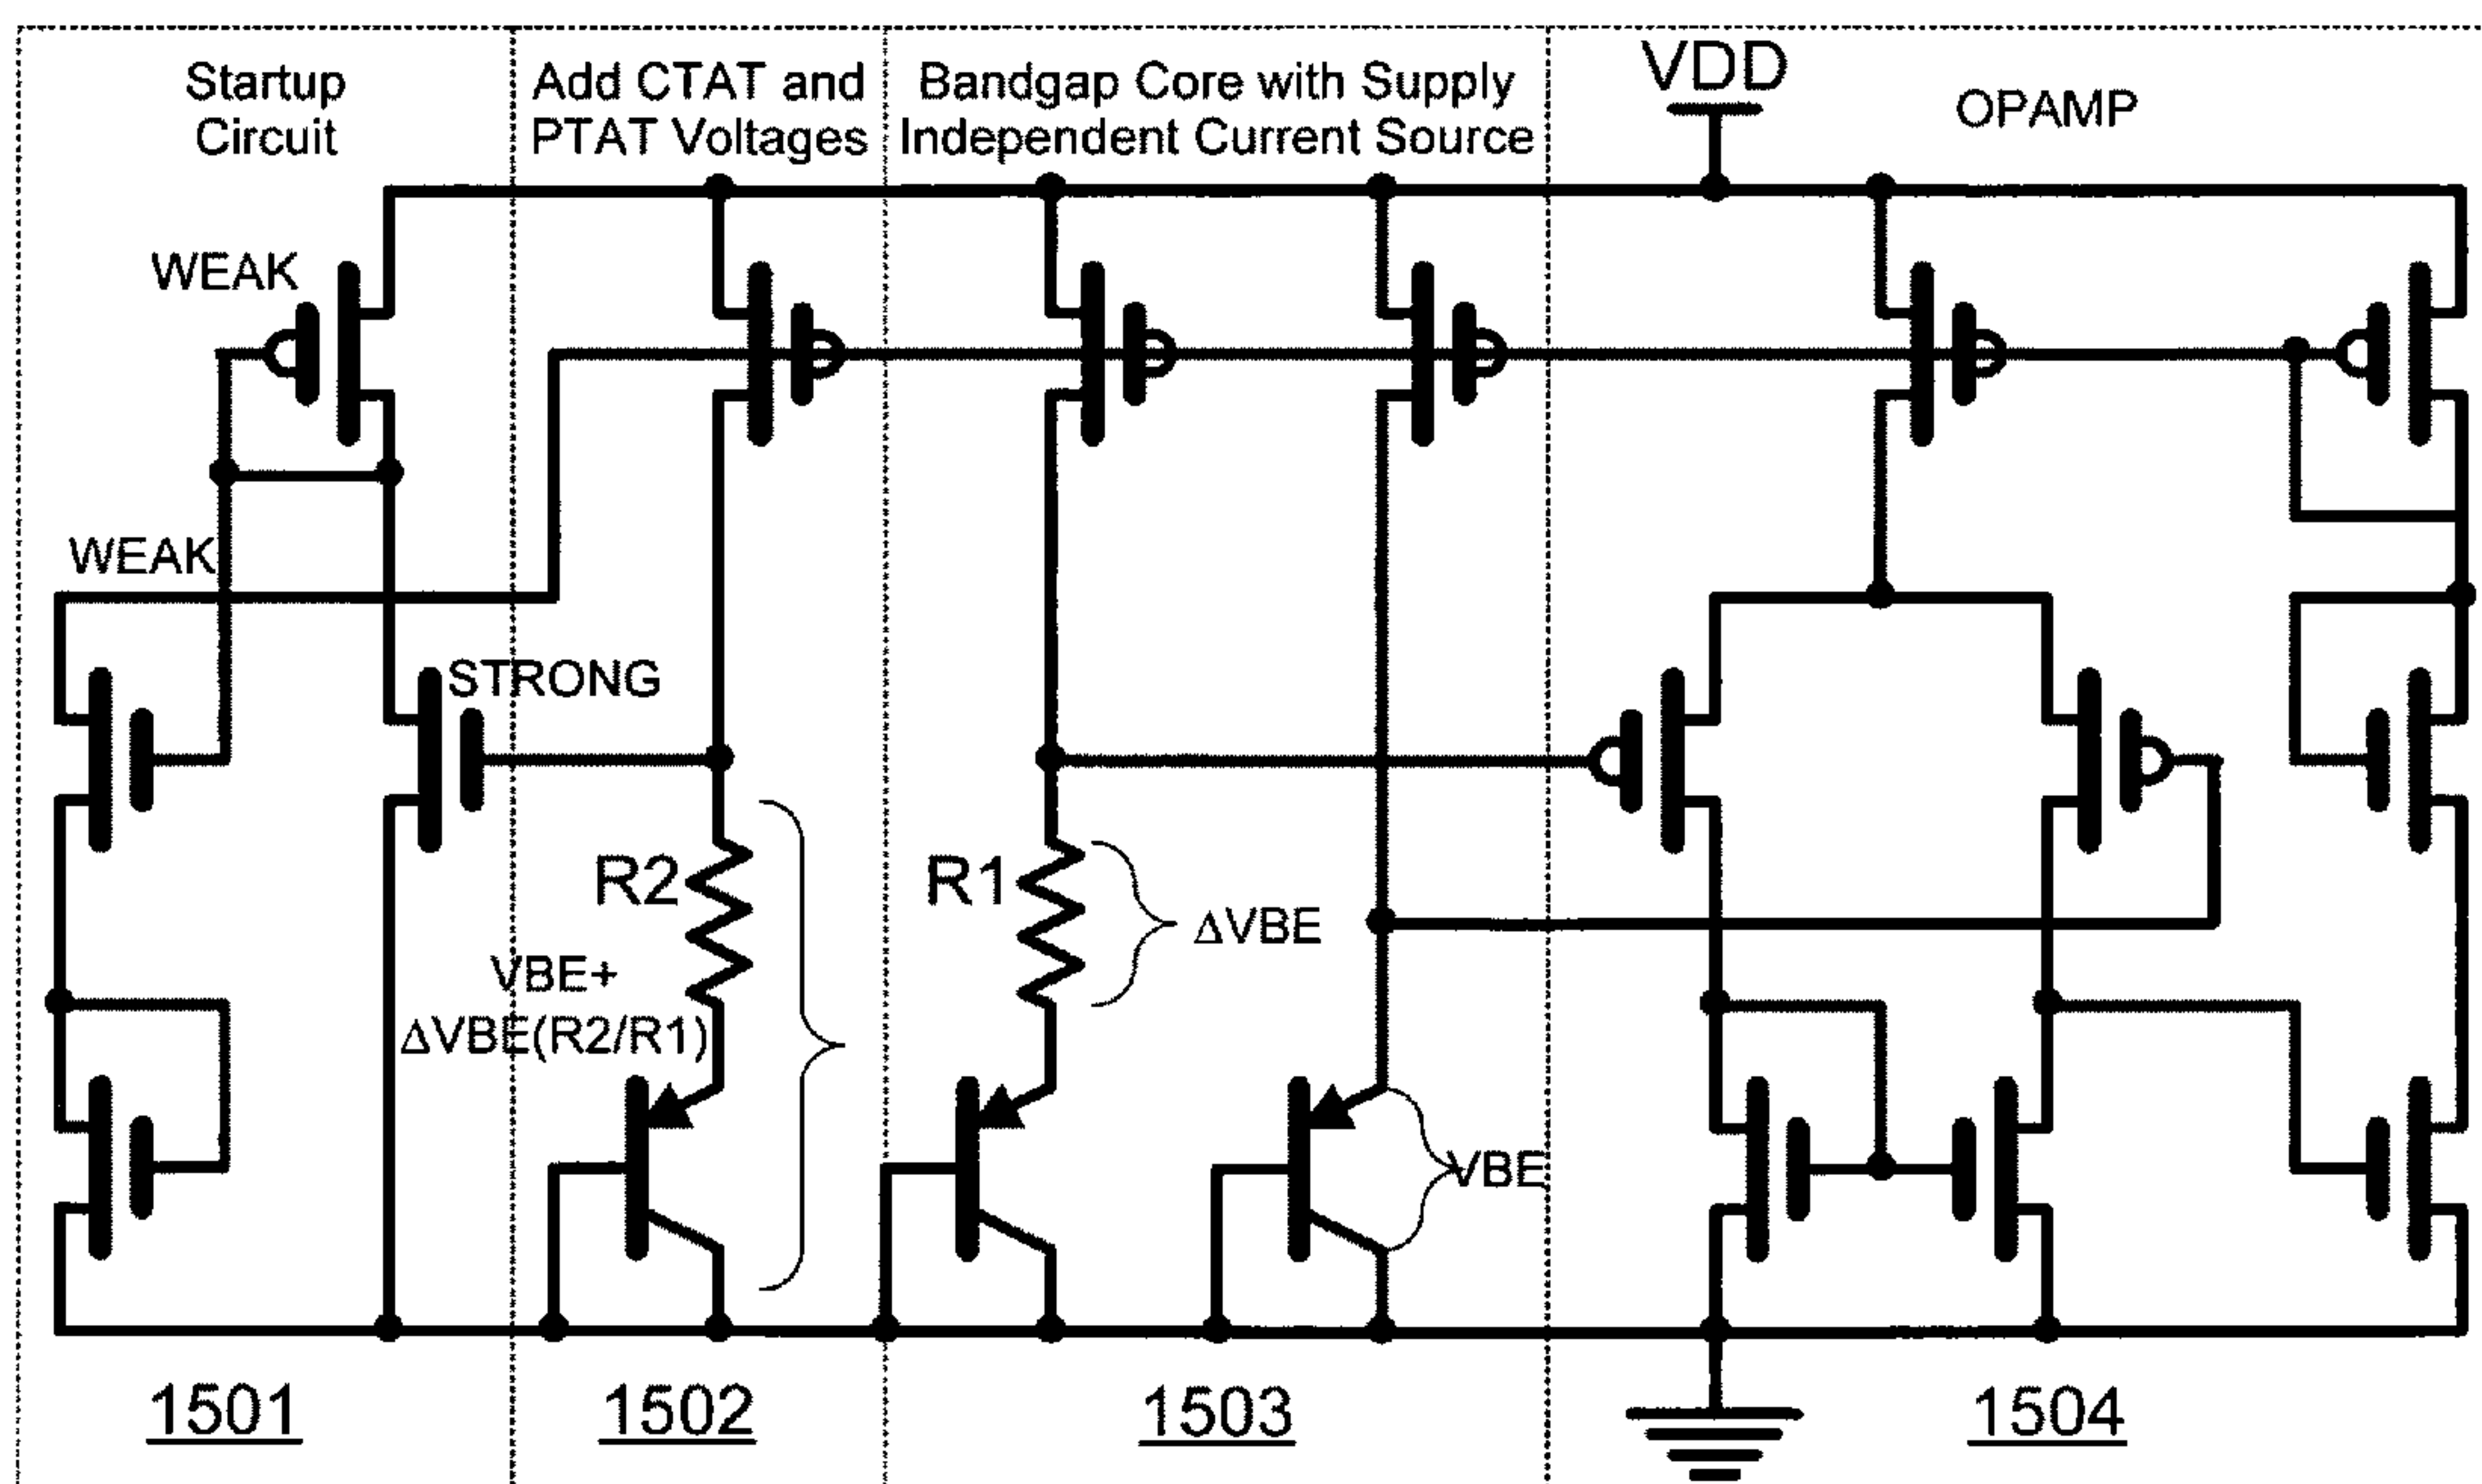 Startup
Circuit
Add CTAT and
PTAT Voltages
Bandgap Core with Supply
Independent Current Source
VDD
OPAMP
WEAK
WEAK
STRONG
R2
R1
ΔVBE
VBE+
ΔVBE(R2/R1)
VBE
1501
1502
1503
1504